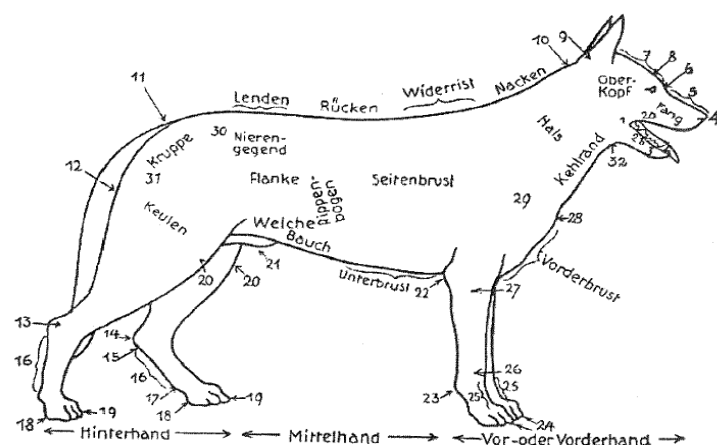 9
10
7
8
6
5
4
11
Lenden
Rücken
Widerrist
Nacken
Ober-
Kopf
Fang
30
Nieren-
gegend
Hals
1
Kehlrand
32
12
Kruppe
31
Flanke
Rippen-
bogen
Seitenbrust
29
28
Keulen
Welche
Bauch
20
20
21
Unterbrust
22
Vorderbrust
27
13
14
15
16
16
17
18
19
18
19
26
25
25
23
24
Hinterhand
Mittelhand
Vor-oder Vorderhand